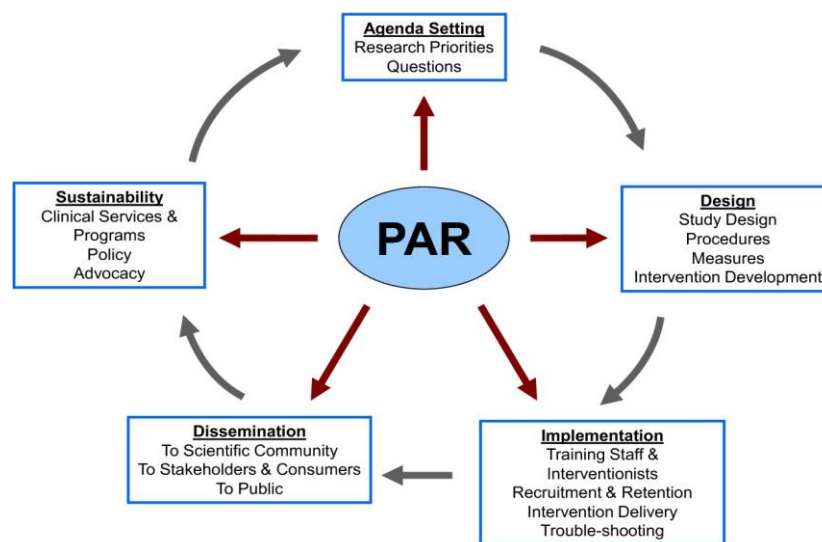 Agenda Setting
Research Priorities
Questions
Sustainability
Clinical Services &
Programs
Policy
Advocacy
PAR
Design
Study Design
Procedures
Measures
Intervention Development
Dissemination
To Scientific Community
To Stakeholders & Consumers
To Public
Implementation
Training Staff &
Interventionists
Recruitment & Retention
Intervention Delivery
Trouble-shooting